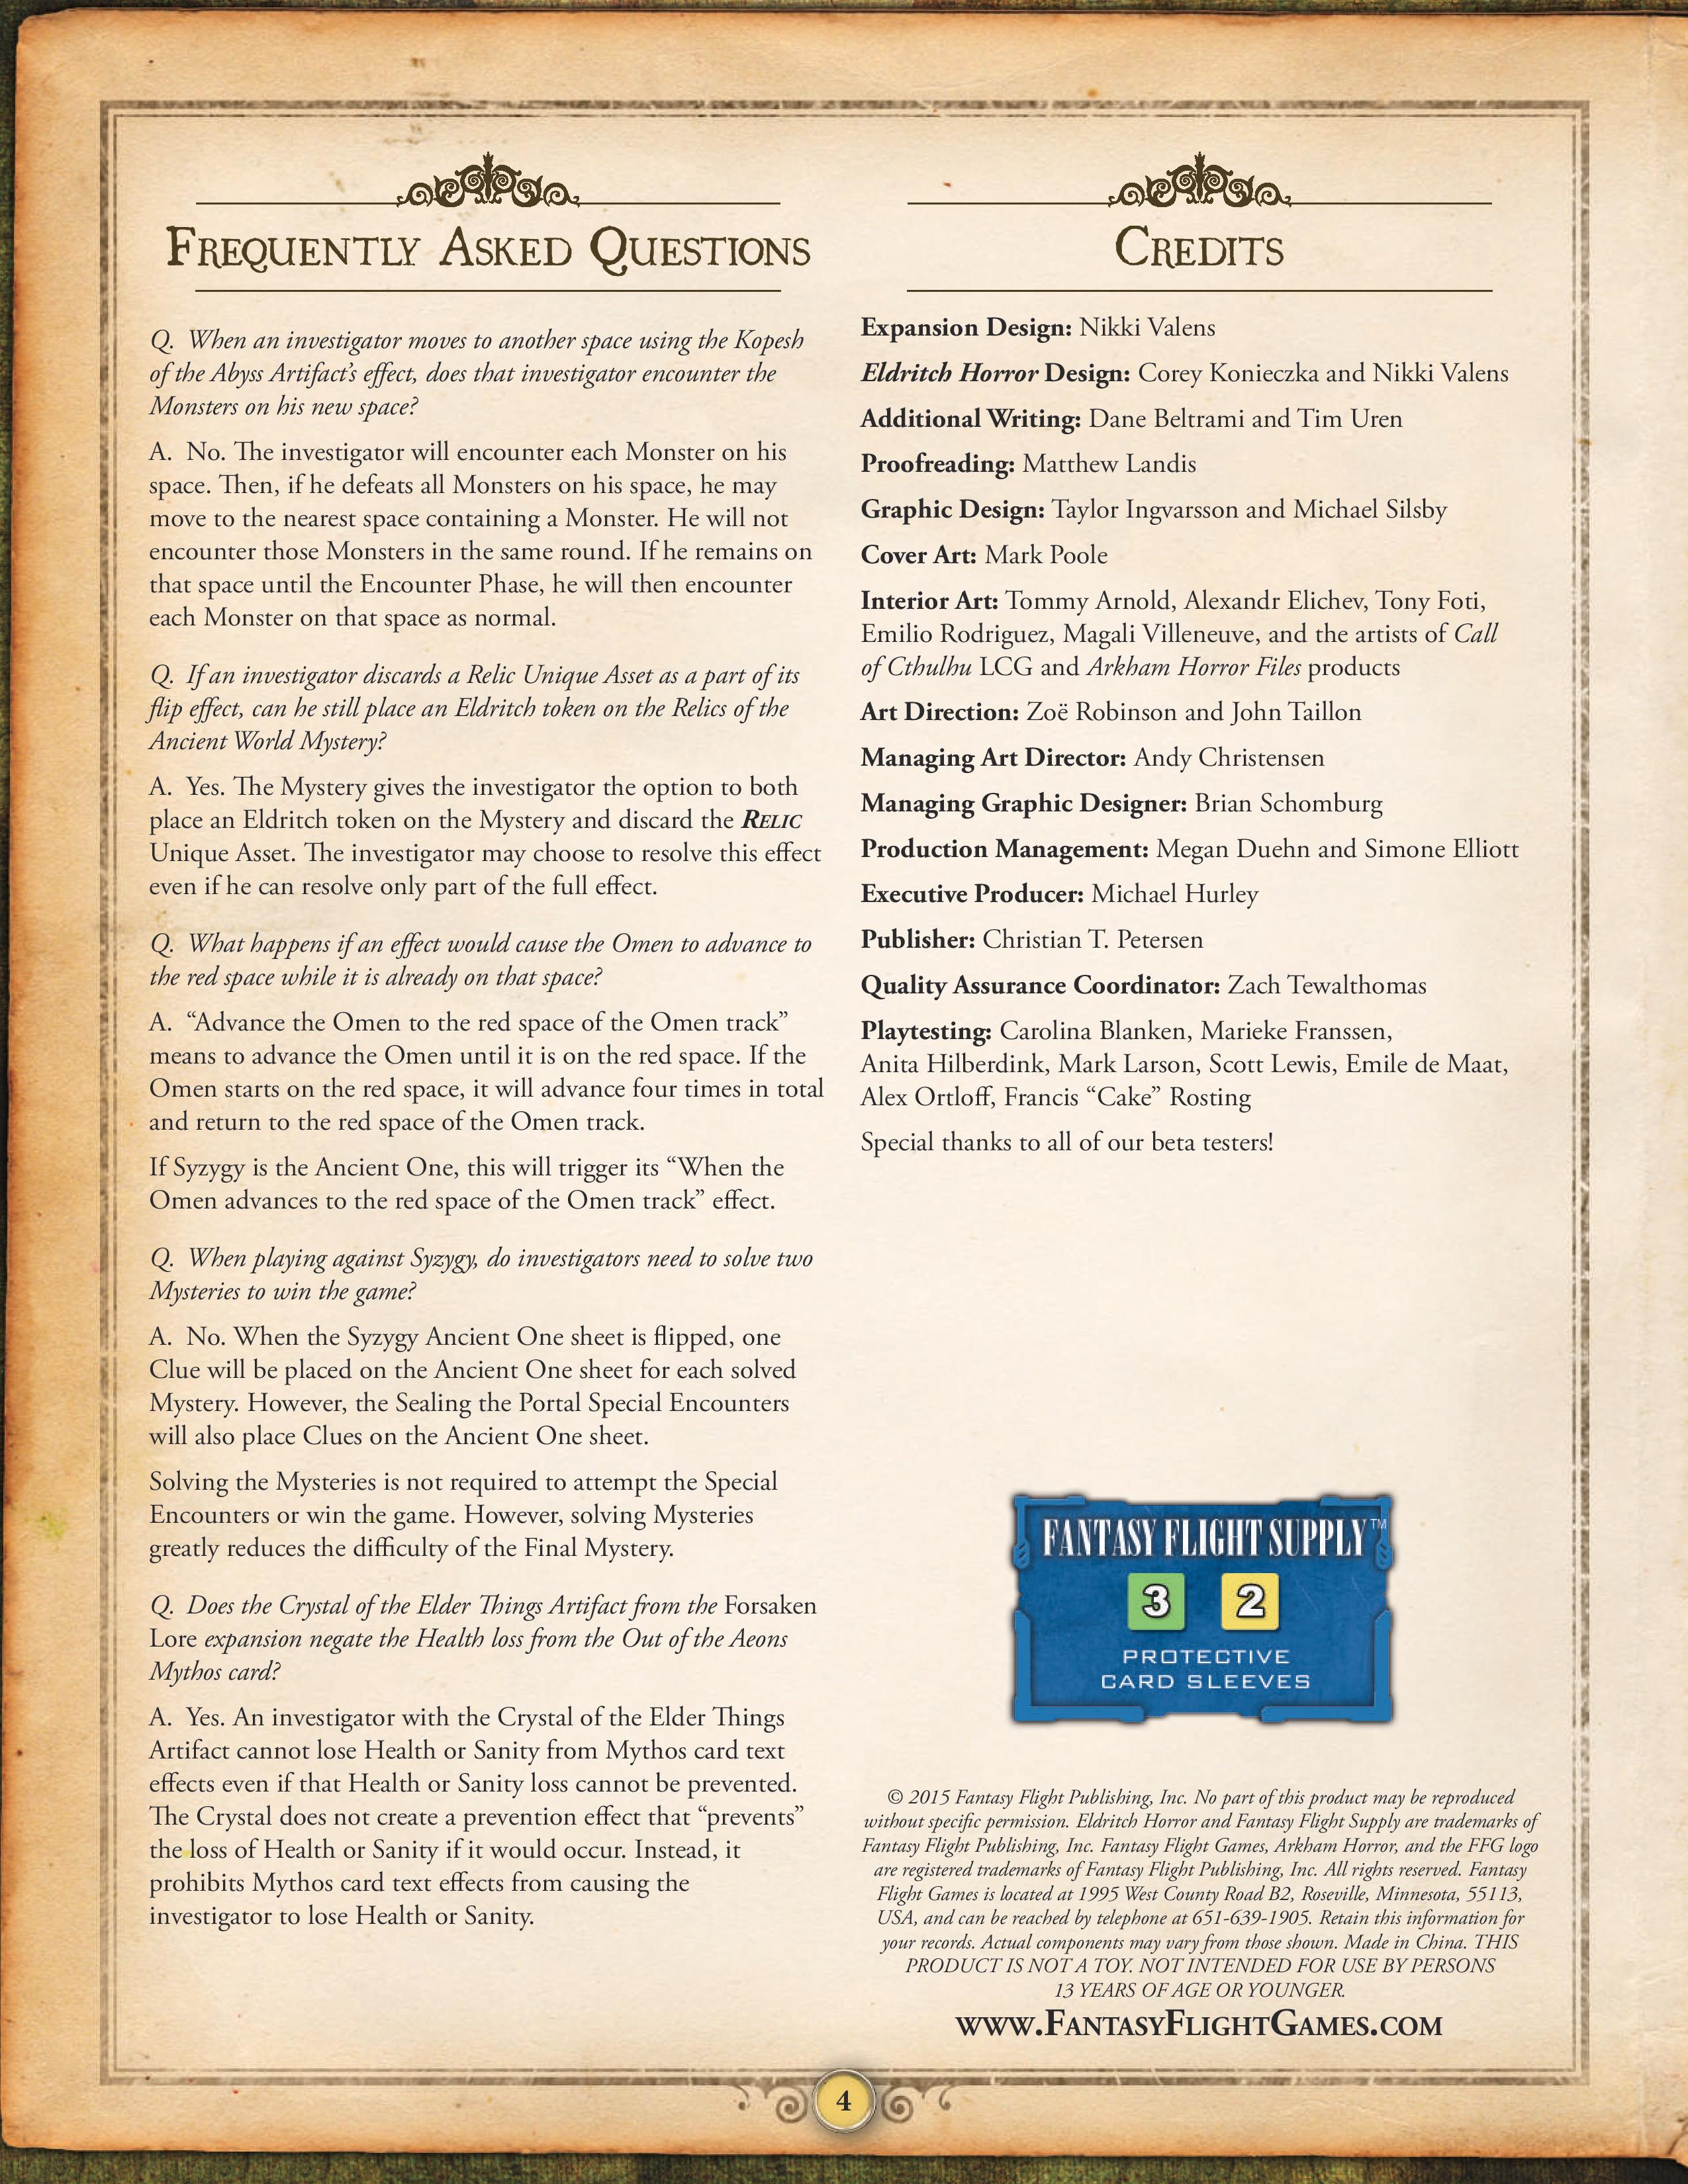 Frequently Asked Questions
Q. When an investigator moves to another space using the Kopesh
of the Abyss Artifact's effect, does that investigator encounter the
Monsters on his new space?
A. No. The investigator will encounter each Monster on his
space. Then, if he defeats all Monsters on his space, he may
move to the nearest space containing a Monster. He will not
encounter those Monsters in the same round. If he remains on
that space until the Encounter Phase, he will then encounter
each Monster on that space as normal.
Q. If an investigator discards a Relic Unique Asset as a part of its
flip effect, can he still place an Eldritch token on the Relics of the
Ancient World Mystery?
A. Yes. The Mystery gives the investigator the option to both
place an Eldritch token on the Mystery and discard the Relic
Unique Asset. The investigator may choose to resolve this effect
even if he can resolve only part of the full effect.
Q. What happens if an effect would cause the Omen to advance to
the red space while it is already on that space?
A. “Advance the Omen to the red space of the Omen track”
means to advance the Omen until it is on the red space. If the
Omen starts on the red space, it will advance four times in total
and return to the red space of the Omen track.
If Syzygy is the Ancient One, this will trigger its “When the
Omen advances to the red space of the Omen track” effect.
Q. When playing against Syzygy, do investigators need to solve two
Mysteries to win the game?
A. No. When the Syzygy Ancient One sheet is flipped, one
Clue will be placed on the Ancient One sheet for each solved
Mystery. However, the Sealing the Portal Special Encounters
will also place Clues on the Ancient One sheet.
Solving the Mysteries is not required to attempt the Special
Encounters or win the game. However, solving Mysteries
greatly reduces the difficulty of the Final Mystery.
Q. Does the Crystal of the Elder Things Artifact from the Forsaken
Lore expansion negate the Health loss from the Out of the Aeons
Mythos card?
A. Yes. An investigator with the Crystal of the Elder Things
Artifact cannot lose Health or Sanity from Mythos card text
effects even if that Health or Sanity loss cannot be prevented.
The Crystal does not create a prevention effect that “prevents”
the loss of Health or Sanity if it would occur. Instead, it
prohibits Mythos card text effects from causing the
investigator to lose Health or Sanity.
Credits
Expansion Design: Nikki Valens
Eldritch Horror Design: Corey Konieczka and Nikki Valens
Additional Writing: Dane Beltrami and Tim Uren
Proofreading: Matthew Landis
Graphic Design: Taylor Ingvarsson and Michael Silsby
Cover Art: Mark Poole
Interior Art: Tommy Arnold, Alexandr Elichev, Tony Foti,
Emilio Rodriguez, Magali Villeneuve, and the artists of Call
of Cthulhu LCG and Arkham Horror Files products
Art Direction: Zoë Robinson and John Taillon
Managing Art Director: Andy Christensen
Managing Graphic Designer: Brian Schomburg
Production Management: Megan Duehn and Simone Elliott
Executive Producer: Michael Hurley
Publisher: Christian T. Petersen
Quality Assurance Coordinator: Zach Tewalthomas
Playtesting: Carolina Blanken, Marieke Franssen,
Anita Hilberdink, Mark Larson, Scott Lewis, Emile de Maat,
Alex Ortloff, Francis “Cake” Rosting
Special thanks to all of our beta testers!
FANTASY FLIGHT SUPPLY™
3 2
PROTECTIVE
CARD SLEEVES
© 2015 Fantasy Flight Publishing, Inc. No part of this product may be reproduced
without specific permission. Eldritch Horror and Fantasy Flight Supply are trademarks of
Fantasy Flight Publishing, Inc. Fantasy Flight Games, Arkham Horror, and the FFG logo
are registered trademarks of Fantasy Flight Publishing, Inc. All rights reserved. Fantasy
Flight Games is located at 1995 West County Road B2, Roseville, Minnesota, 55113,
USA, and can be reached by telephone at 651-639-1905. Retain this information for
your records. Actual components may vary from those shown. Made in China. THIS
PRODUCT IS NOT A TOY. NOT INTENDED FOR USE BY PERSONS
13 YEARS OF AGE OR YOUNGER.
www.FantasyFlightGames.com
4